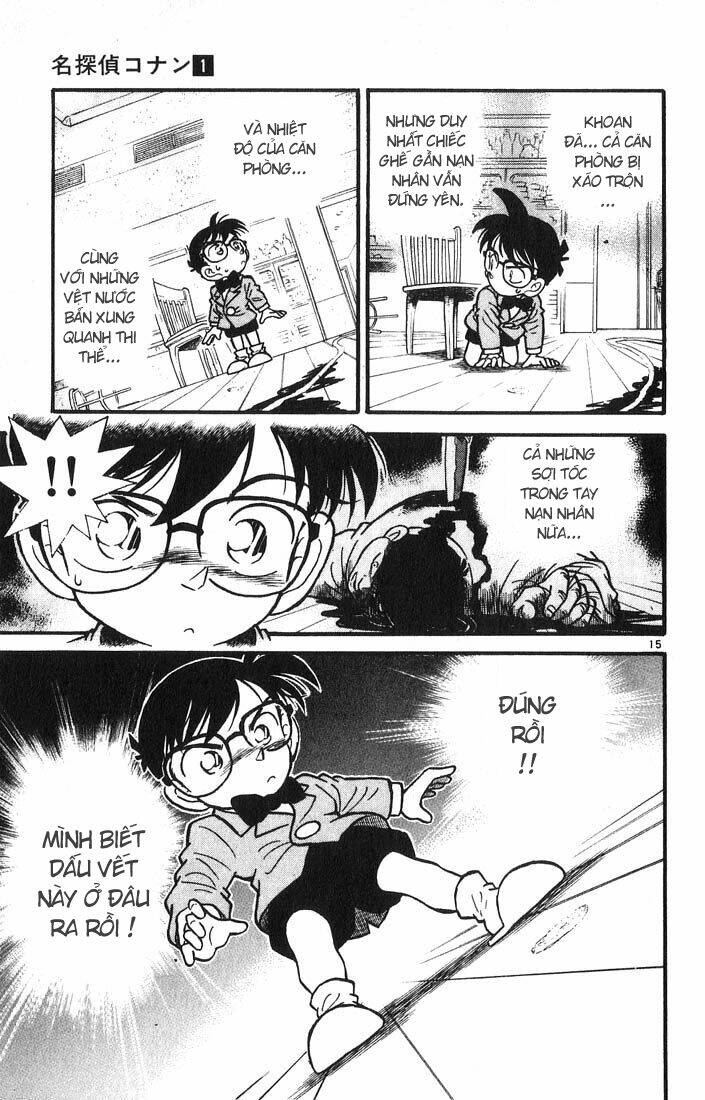 名探偵コナン1
KHOAN
ĐÃ... CẢ CĂN
PHÒNG BỊ
XÁO TRỘN
...
NHƯNG DUY
NHẤT CHIẾC
GHẾ GẦN NẠN
NHÂN VẪN
ĐỨNG YÊN.
VÀ NHIỆT
ĐỘ CỦA CĂN
PHÒNG...
CÙNG
VỚI NHỮNG
VỆT NƯỚC
BẮN XUNG
QUANH THI
THỂ...
CẢ NHỮNG
SỢI TÓC
TRONG TAY
NẠN NHÂN
NỮA...
!!
15
ĐÚNG
RỒI
!!
MÌNH BIẾT
DẤU VẾT
NÀY Ở ĐÂU
RA RỒI !